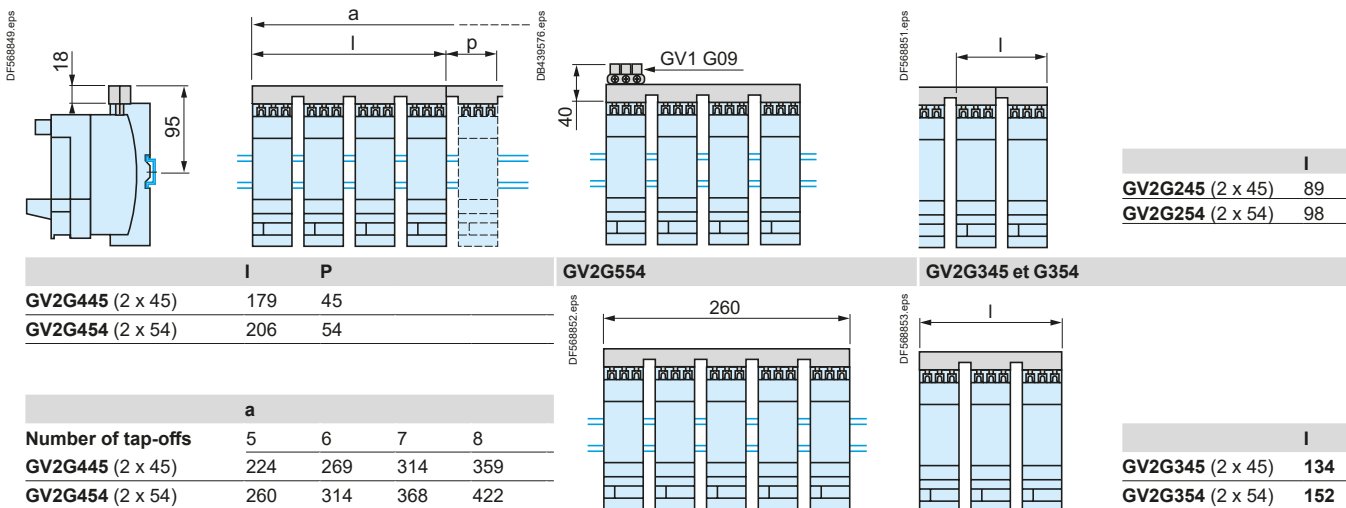 DF568849.eps
18
95
a
l
p
DB439576.eps
GV1 G09
40
DF568851.eps
l
l
GV2G245 (2 x 45) 89
GV2G254 (2 x 54) 98
l P
GV2G445 (2 x 45) 179 45
GV2G454 (2 x 54) 206 54
GV2G554
GV2G345 et G354
DF568852.eps
260
DF568853.eps
l
a
Number of tap-offs 5 6 7 8
GV2G445 (2 x 45) 224 269 314 359
GV2G454 (2 x 54) 260 314 368 422
l
GV2G345 (2 x 45) 134
GV2G354 (2 x 54) 152